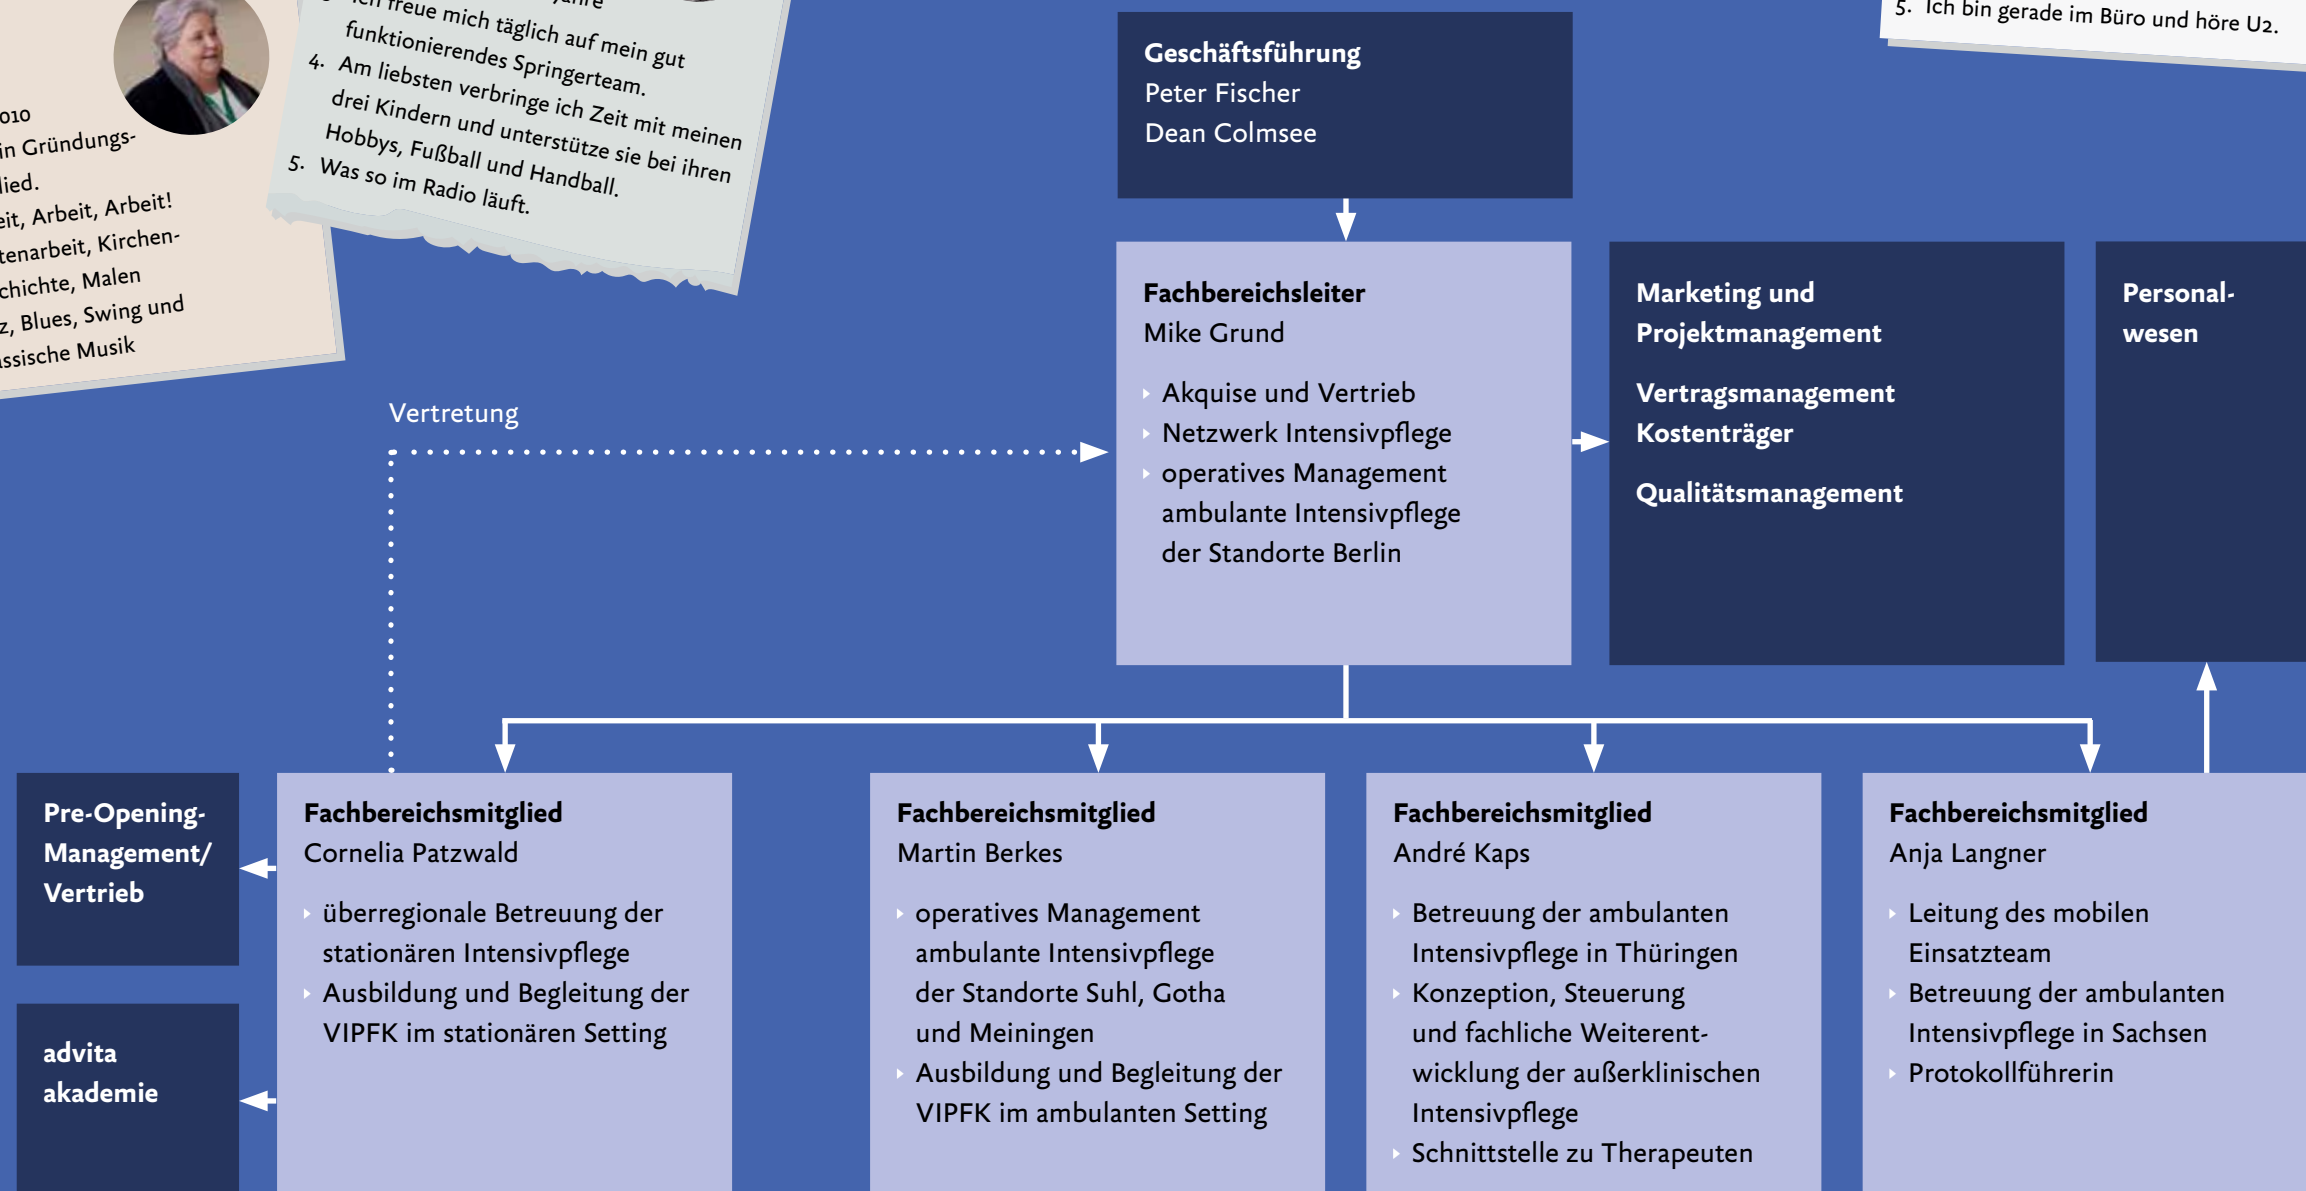 010
in Gründungs-
lied.
eit, Arbeit, Arbeit!
tenarbeit, Kirchen-
chichte, Malen
z, Blues, Swing und
ssische Musik
Ich freue mich täglich auf mein gut
funktionierendes Springerteam.
4. Am liebsten verbringe ich Zeit mit meinen
drei Kindern und unterstütze sie bei ihren
Hobbys, Fußball und Handball.
5. Was so im Radio läuft.
5. Ich bin gerade im Büro und höre U2.
Geschäftsführung
Peter Fischer
Dean Colmsee
Fachbereichsleiter
Mike Grund
Akquise und Vertrieb
Netzwerk Intensivpflege
operatives Management
ambulante Intensivpflege
der Standorte Berlin
Marketing und
Projektmanagement
Vertragsmanagement
Kostenträger
Qualitätsmanagement
Personal-
wesen
Vertretung
Pre-Opening-
Management/
Vertrieb
advita
akademie
Fachbereichsmitglied
Cornelia Patzwald
überregionale Betreuung der
stationären Intensivpflege
Ausbildung und Begleitung der
VIPFK im stationären Setting
Fachbereichsmitglied
Martin Berkes
operatives Management
ambulante Intensivpflege
der Standorte Suhl, Gotha
und Meiningen
Ausbildung und Begleitung der
VIPFK im ambulanten Setting
Fachbereichsmitglied
André Kaps
Betreuung der ambulanten
Intensivpflege in Thüringen
Konzeption, Steuerung
und fachliche Weiterent-
wicklung der außerklinischen
Intensivpflege
Schnittstelle zu Therapeuten
Fachbereichsmitglied
Anja Langner
Leitung des mobilen
Einsatzteam
Betreuung der ambulanten
Intensivpflege in Sachsen
Protokollführerin